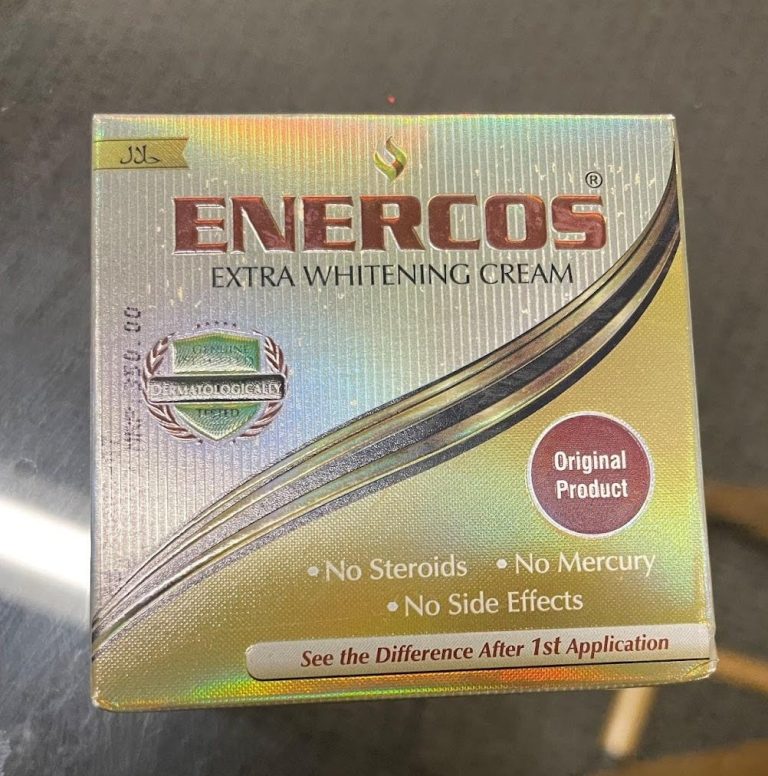 حلال
ENERCOS®
EXTRA WHITENING CREAM
GENUINE
DERMATOLOGICALLY
TESTED
Original
Product
• No Steroids • No Mercury
• No Side Effects
See the Difference After 1st Application